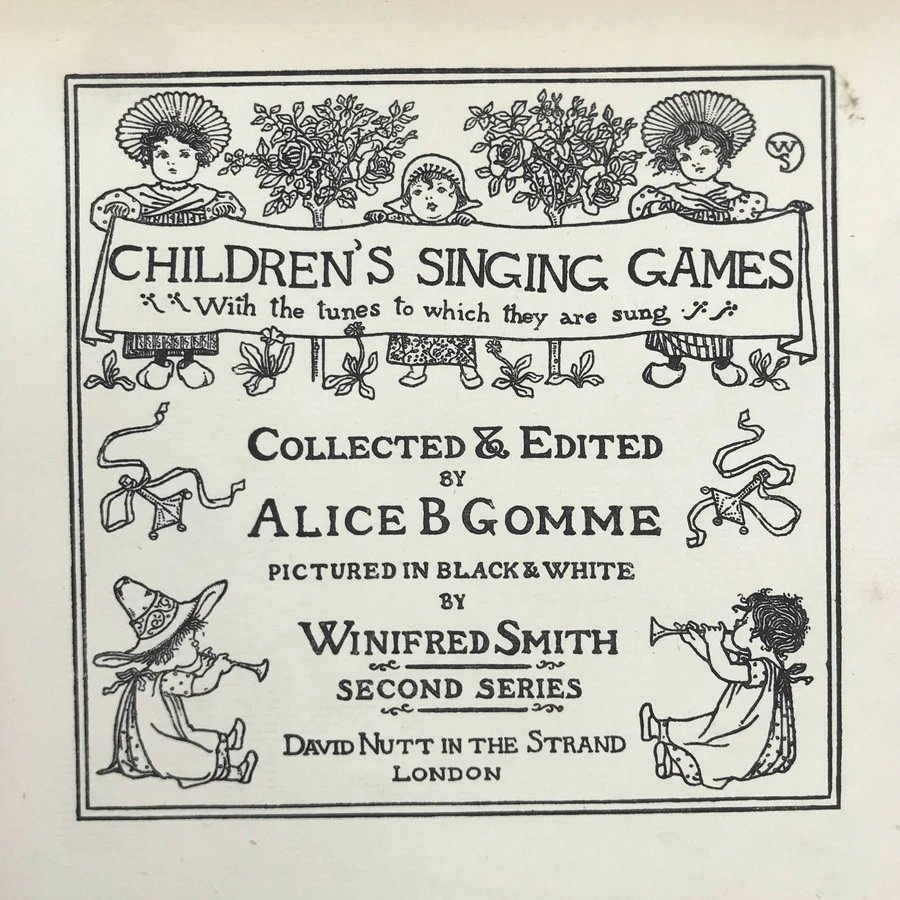 WS
CHILDREN'S SINGING GAMES
With the tunes to which they are sung
COLLECTED & EDITED
BY
ALICE B GOMME
PICTURED IN BLACK & WHITE
BY
WINIFRED SMITH
SECOND SERIES
DAVID NUTT IN THE STRAND
LONDON